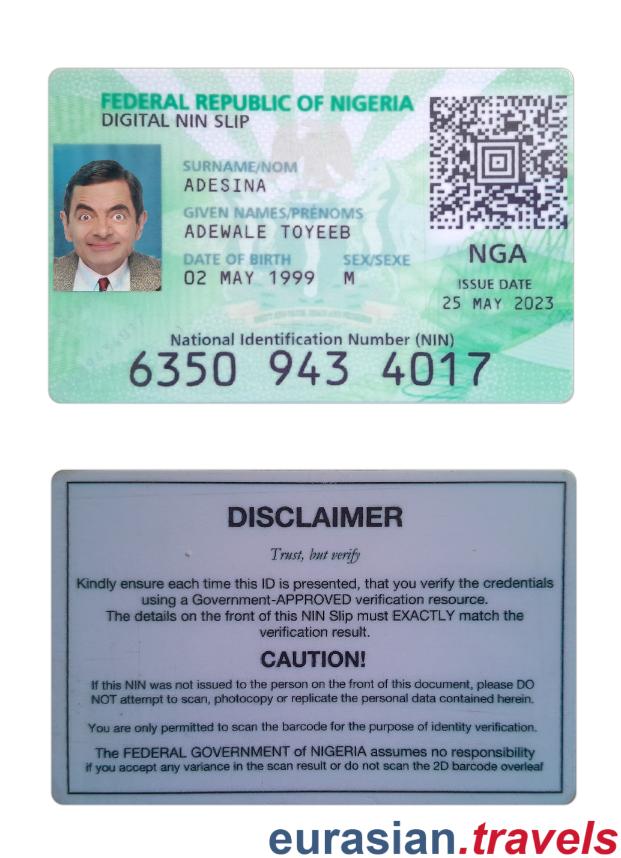 FEDERAL REPUBLIC OF NIGERIA
DIGITAL NIN SLIP
SURNAME/NOM
ADESINA
GIVEN NAMES/PRÉNOMS
ADEWALE TOYEEB
DATE OF BIRTH SEX/SEXE
02 MAY 1999 M
NGA
ISSUE DATE
25 MAY 2023
National Identification Number (NIN)
6350 943 4017
DISCLAIMER
Trust, but verify
Kindly ensure each time this ID is presented, that you verify the credentials
using a Government-APPROVED verification resource.
The details on the front of this NIN Slip must EXACTLY match the
verification result.
CAUTION!
If this NIN was not issued to the person on the front of this document, please DO
NOT attempt to scan, photocopy or replicate the personal data contained herein.
You are only permitted to scan the barcode for the purpose of identity verification.
The FEDERAL GOVERNMENT of NIGERIA assumes no responsibility
if you accept any variance in the scan result or do not scan the 2D barcode overleaf
eurasian.travels